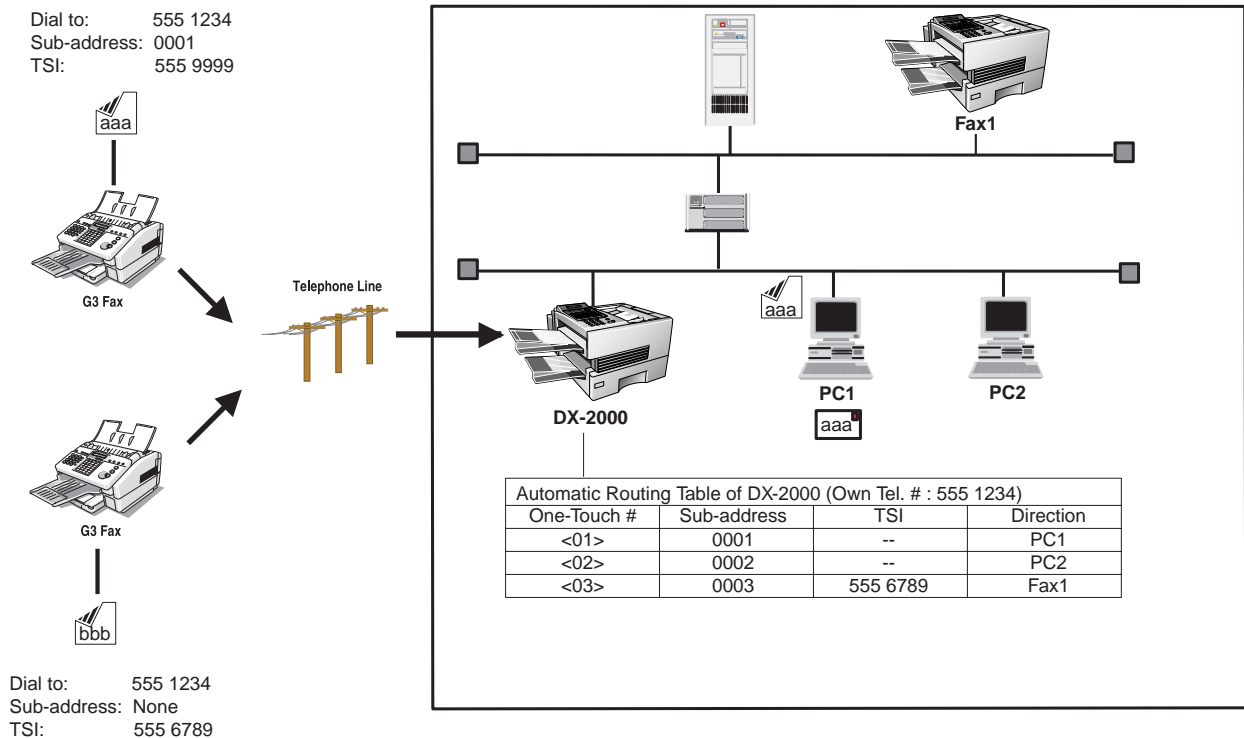 Dial to: 555 1234
Sub-address: 0001
TSI: 555 9999
aaa
G3 Fax
Telephone Line
G3 Fax
bbb
Dial to: 555 1234
Sub-address: None
TSI: 555 6789
Fax1
aaa
DX-2000
PC1
PC2
aaa
Automatic Routing Table of DX-2000 (Own Tel. # : 555 1234)
One-Touch # Sub-address TSI Direction
<01> 0001 -- PC1
<02> 0002 -- PC2
<03> 0003 555 6789 Fax1